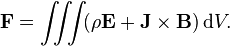 𝐅 = ∭(ρ𝐄 + 𝐉 × 𝐁) dV.